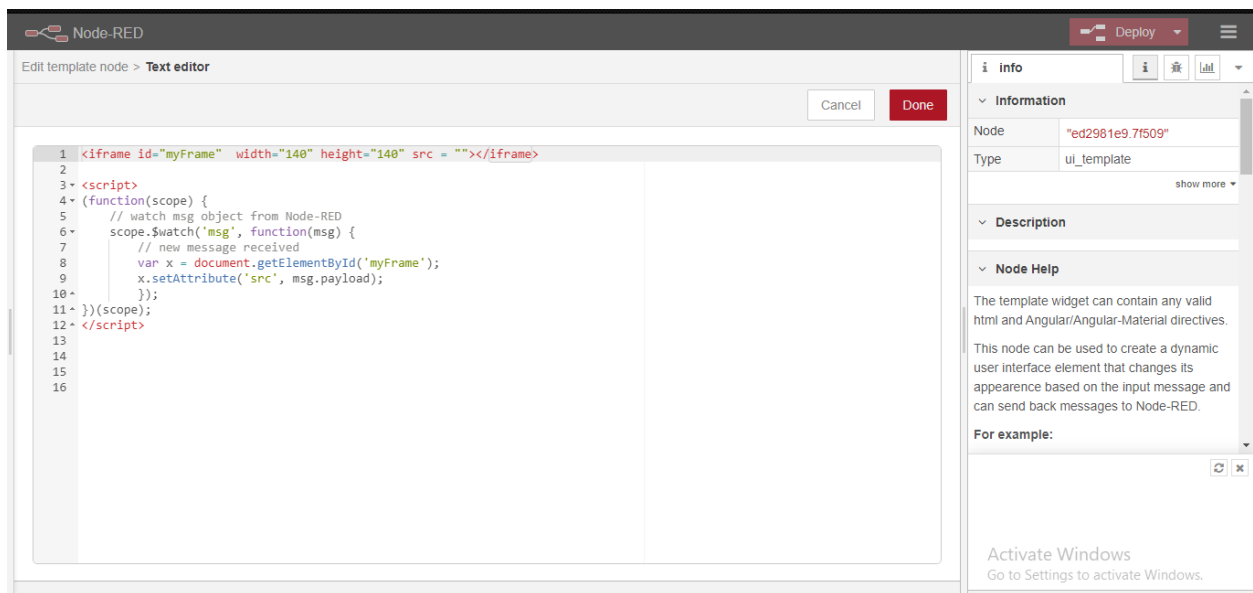 Node-RED
Deploy
Edit template node > Text editor
Cancel
Done
1 <iframe id="myFrame"  width="140" height="140" src = ""></iframe>
2
3 <script>
4 (function(scope) {
5     // watch msg object from Node-RED
6     scope.$watch('msg', function(msg) {
7         // new message received
8         var x = document.getElementById('myFrame');
9         x.setAttribute('src', msg.payload);
10         });
11 })(scope);
12 </script>
13
14
15
16
i info
i
Information
Node "ed2981e9.7f509"
Type ui_template
show more
Description
Node Help
The template widget can contain any valid
html and Angular/Angular-Material directives.
This node can be used to create a dynamic
user interface element that changes its
appearence based on the input message and
can send back messages to Node-RED.
For example:
Activate Windows
Go to Settings to activate Windows.